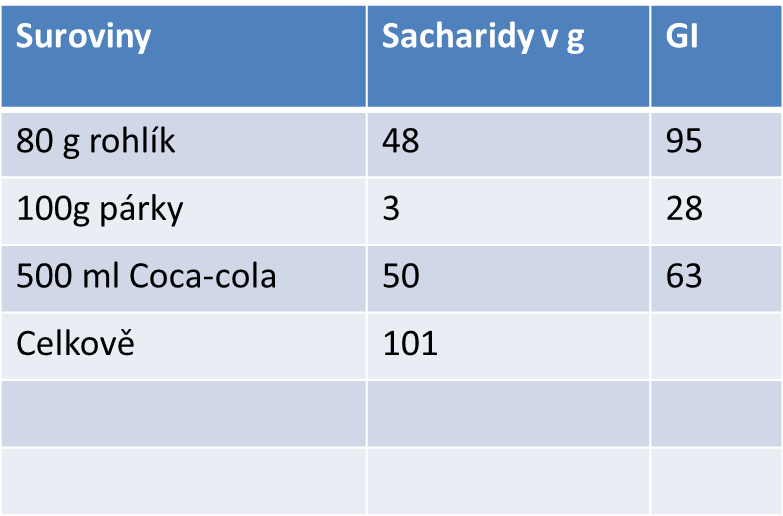 Suroviny Sacharidy v g GI
80 g rohlík 48 95
100g párky 3 28
500 ml Coca-cola 50 63
Celkově 101